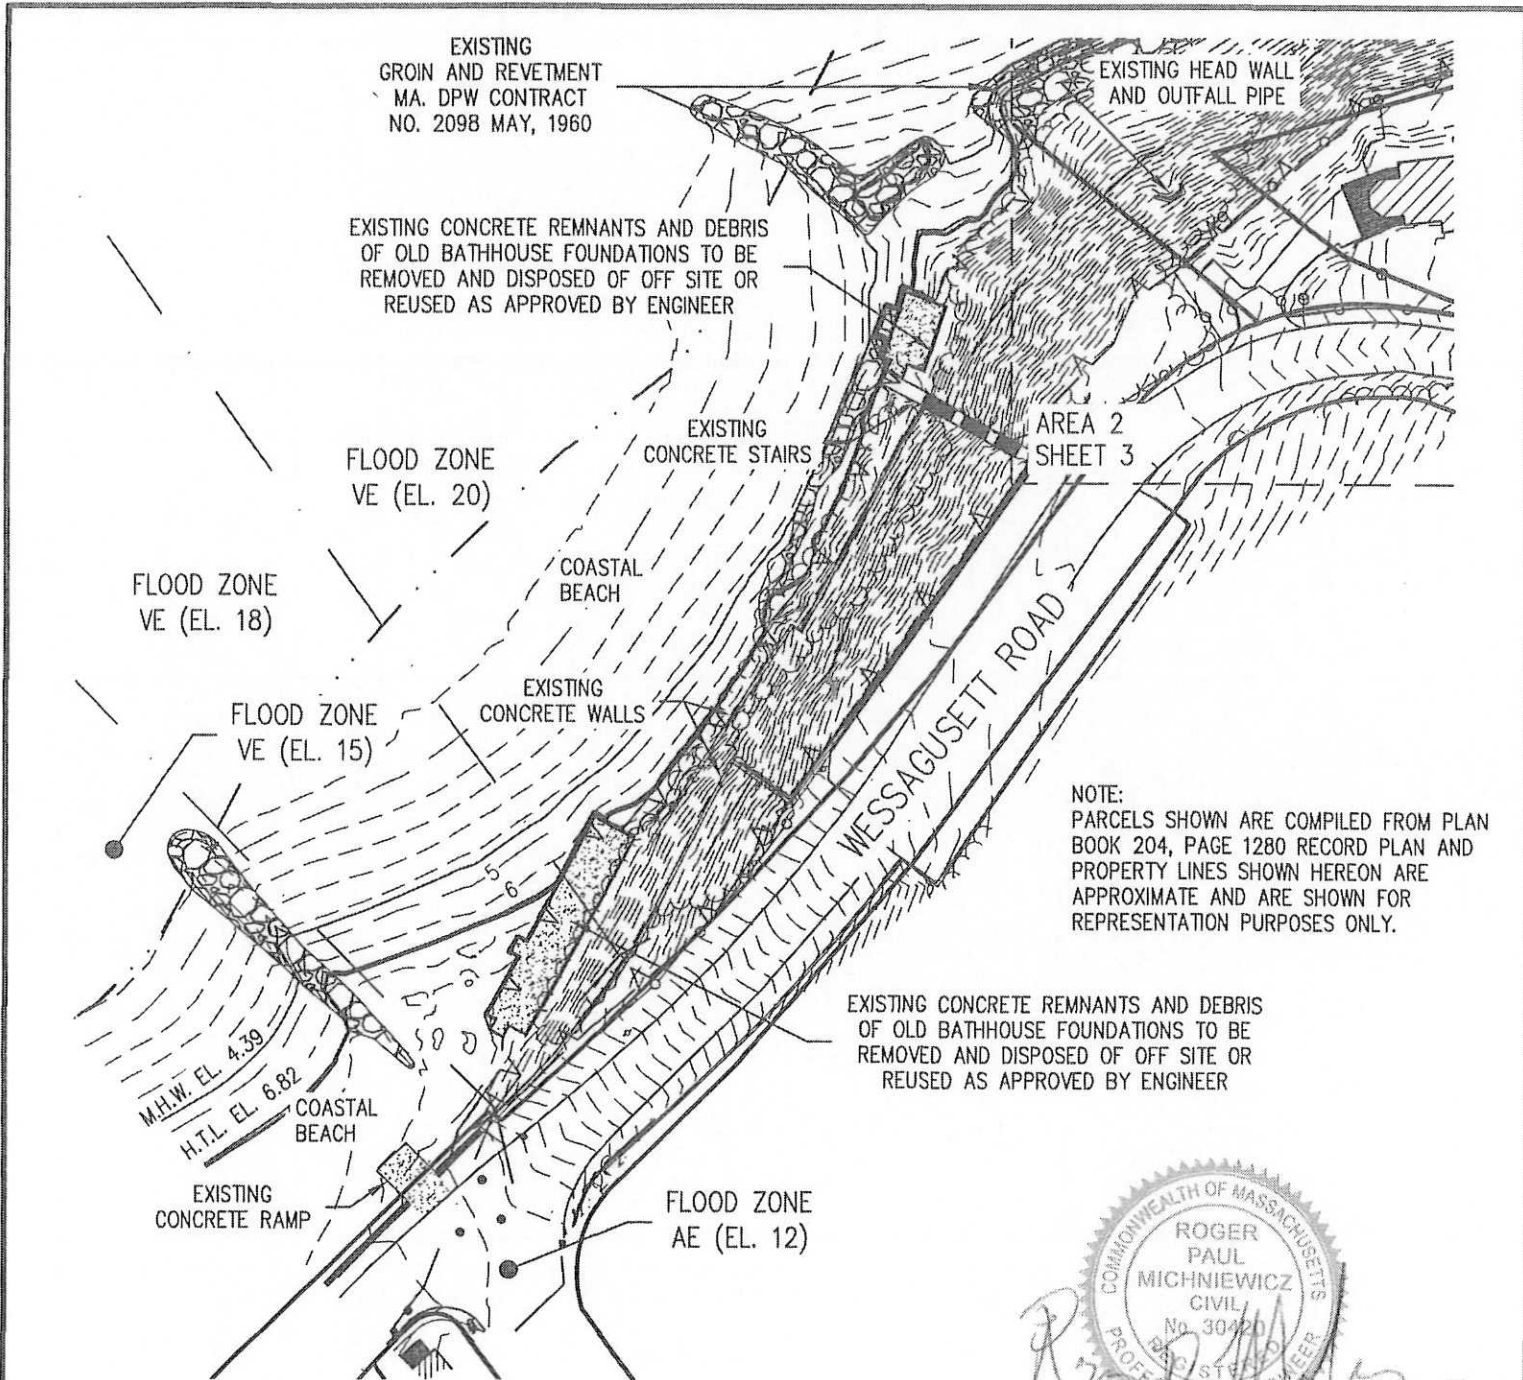 EXISTING
GROIN AND REVETMENT
MA. DPW CONTRACT
NO. 2098 MAY, 1960
EXISTING HEAD WALL
AND OUTFALL PIPE
EXISTING CONCRETE REMNANTS AND DEBRIS
OF OLD BATHHOUSE FOUNDATIONS TO BE
REMOVED AND DISPOSED OF OFF SITE OR
REUSED AS APPROVED BY ENGINEER
EXISTING
CONCRETE STAIRS
AREA 2
SHEET 3
FLOOD ZONE
VE (EL. 20)
COASTAL
BEACH
FLOOD ZONE
VE (EL. 18)
EXISTING
CONCRETE WALLS
FLOOD ZONE
VE (EL. 15)
WESSAGUSETT ROAD
NOTE:
PARCELS SHOWN ARE COMPILED FROM PLAN
BOOK 204, PAGE 1280 RECORD PLAN AND
PROPERTY LINES SHOWN HEREON ARE
APPROXIMATE AND ARE SHOWN FOR
REPRESENTATION PURPOSES ONLY.
5
6
EXISTING CONCRETE REMNANTS AND DEBRIS
OF OLD BATHHOUSE FOUNDATIONS TO BE
REMOVED AND DISPOSED OF OFF SITE OR
REUSED AS APPROVED BY ENGINEER
M.H.W. EL. 4.39
H.T.L. EL. 6.82
COASTAL
BEACH
EXISTING
CONCRETE RAMP
FLOOD ZONE
AE (EL. 12)
COMMONWEALTH OF MASSACHUSETTS
ROGER
PAUL
MICHNIEWICZ
CIVIL
No. 30420
REGISTERED